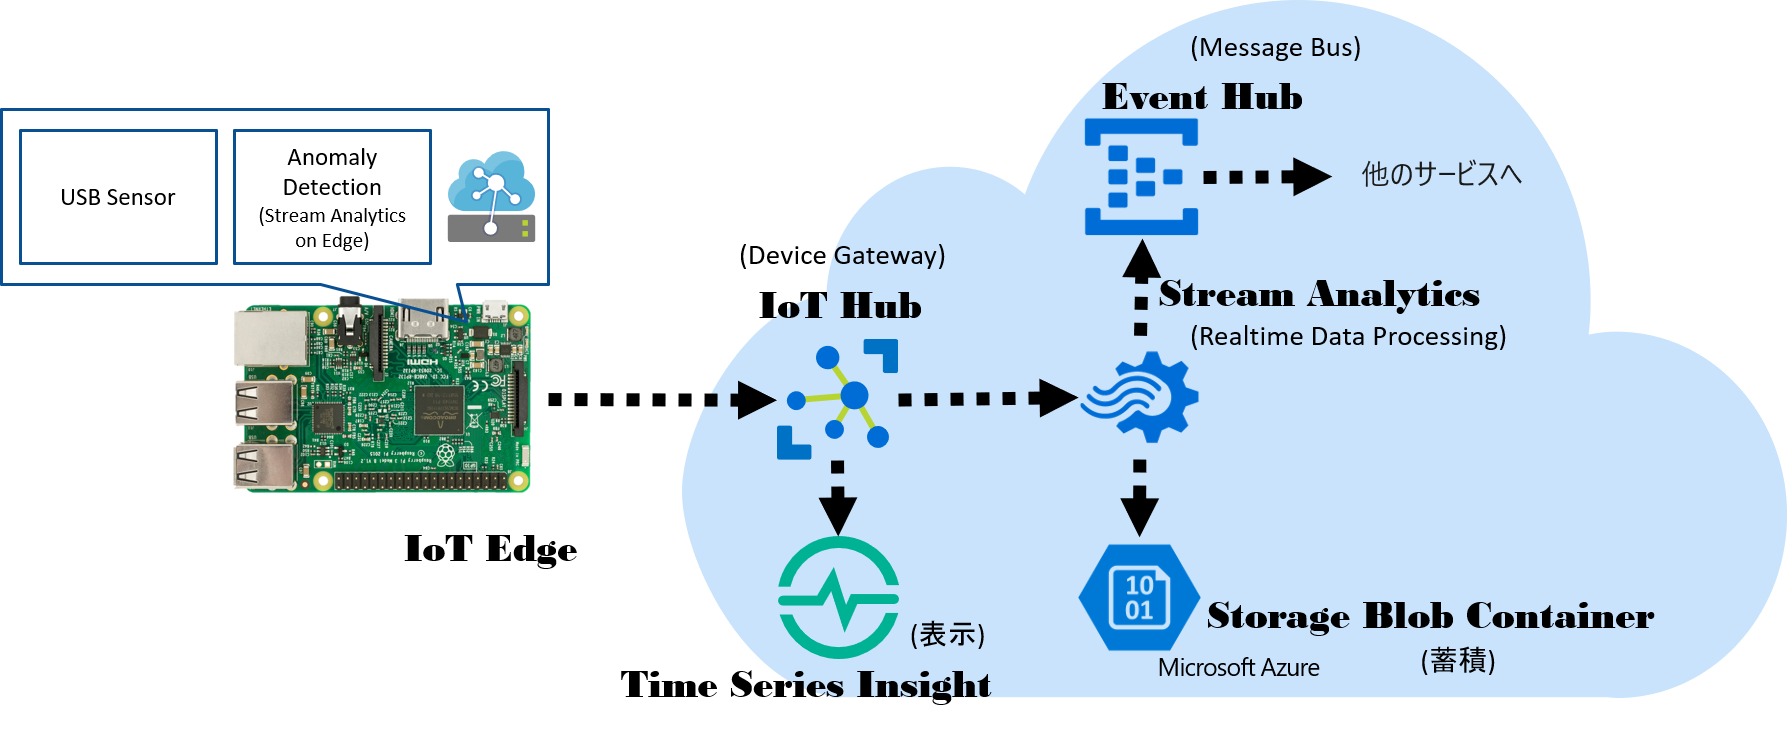 (Message Bus)
Event Hub
他のサービスへ
USB Sensor
Anomaly
Detection
(Stream Analytics
on Edge)
(Device Gateway)
IoT Hub
Stream Analytics
(Realtime Data Processing)
HDMI
IoT Edge
10
01
(表示)
Time Series Insight
Storage Blob Container
(蓄積)
Microsoft Azure